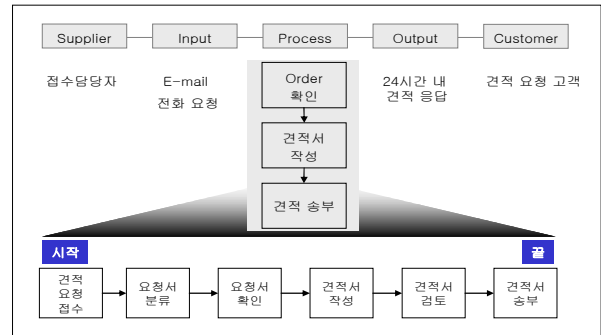 Supplier Input Process Output Customer
접수담당자 E-mail Order 24시간 내 견적 요청 고객
전화 요청 확인 견적 응답
견적서
작성
견적 송부
시작 끝
견적 요청서 요청서 견적서 견적서 견적서
요청 분류 확인 작성 검토 송부
접수